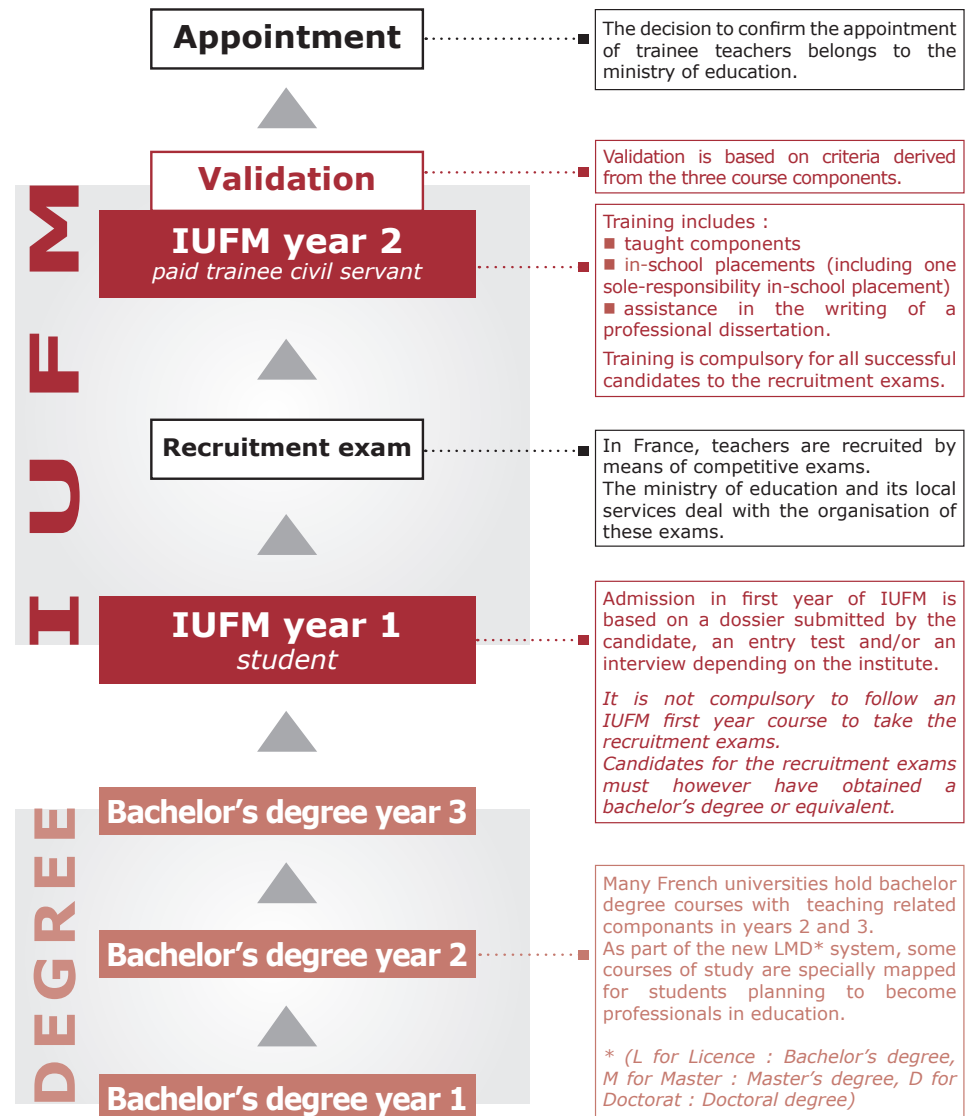 Appointment
The decision to confirm the appointment
of trainee teachers belongs to the
ministry of education.
Validation
Validation is based on criteria derived
from the three course components.
IUFM
IUFM year 2
paid trainee civil servant
Training includes :
■ taught components
■ in-school placements (including one
sole-responsibility in-school placement)
■ assistance in the writing of a
professional dissertation.
Training is compulsory for all successful
candidates to the recruitment exams.
Recruitment exam
In France, teachers are recruited by
means of competitive exams.
The ministry of education and its local
services deal with the organisation of
these exams.
IUFM year 1
student
Admission in first year of IUFM is
based on a dossier submitted by the
candidate, an entry test and/or an
interview depending on the institute.
It is not compulsory to follow an
IUFM first year course to take the
recruitment exams.
Candidates for the recruitment exams
must however have obtained a
bachelor's degree or equivalent.
DEGREE
Bachelor's degree year 3
Bachelor's degree year 2
Many French universities hold bachelor
degree courses with teaching related
componants in years 2 and 3.
As part of the new LMD* system, some
courses of study are specially mapped
for students planning to become
professionals in education.
* (L for Licence : Bachelor's degree,
M for Master : Master's degree, D for
Doctorat : Doctoral degree)
Bachelor's degree year 1